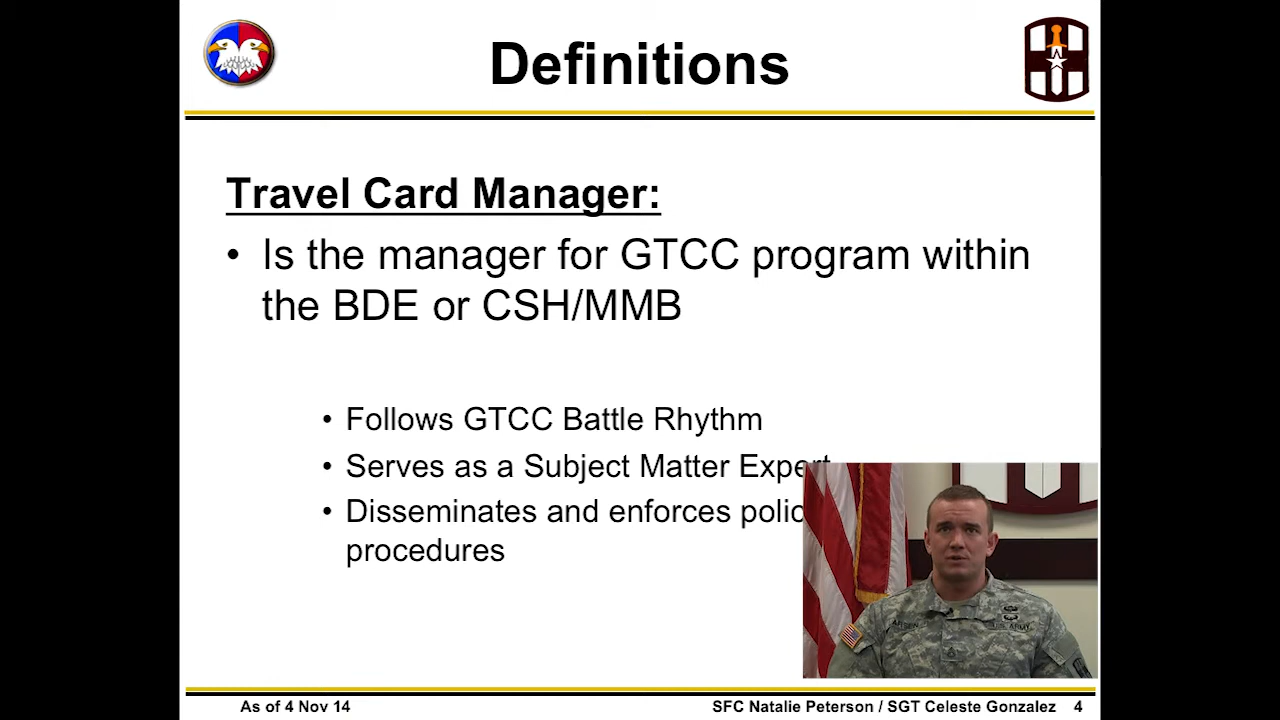 Definitions
Travel Card Manager:
• Is the manager for GTCC program within
the BDE or CSH/MMB
• Follows GTCC Battle Rhythm
• Serves as a Subject Matter Expert
• Disseminates and enforces polic
procedures
U.S. ARMY
As of 4 Nov 14
SFC Natalie Peterson / SGT Celeste Gonzalez 4